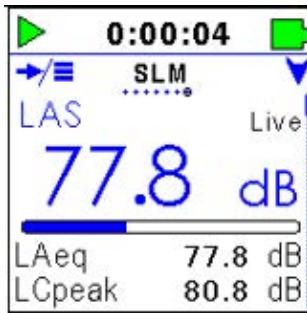 0:00:04
SLM
LAS
Live
77.8 dB
LAeq 77.8 dB
LCpeak 80.8 dB